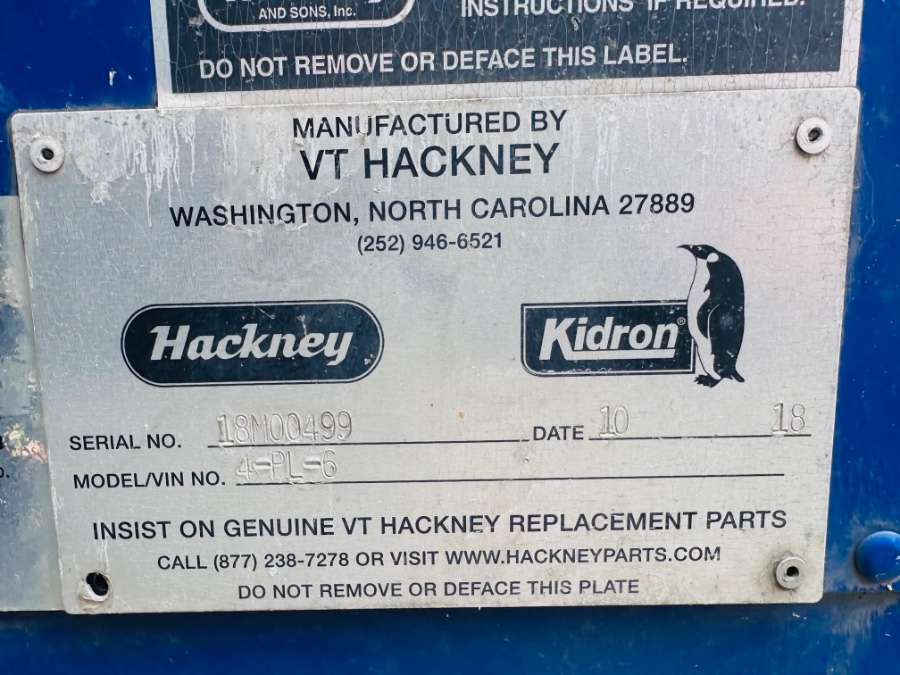 AND SONS, Inc.
INSTRUCTIONS IF REQUIRED.
DO NOT REMOVE OR DEFACE THIS LABEL.
MANUFACTURED BY
VT HACKNEY
WASHINGTON, NORTH CAROLINA 27889
(252) 946-6521
Hackney
Kidron®
SERIAL NO. 18M00499 DATE 10 18
MODEL/VIN NO. 4-PL-6
INSIST ON GENUINE VT HACKNEY REPLACEMENT PARTS
CALL (877) 238-7278 OR VISIT WWW.HACKNEYPARTS.COM
DO NOT REMOVE OR DEFACE THIS PLATE